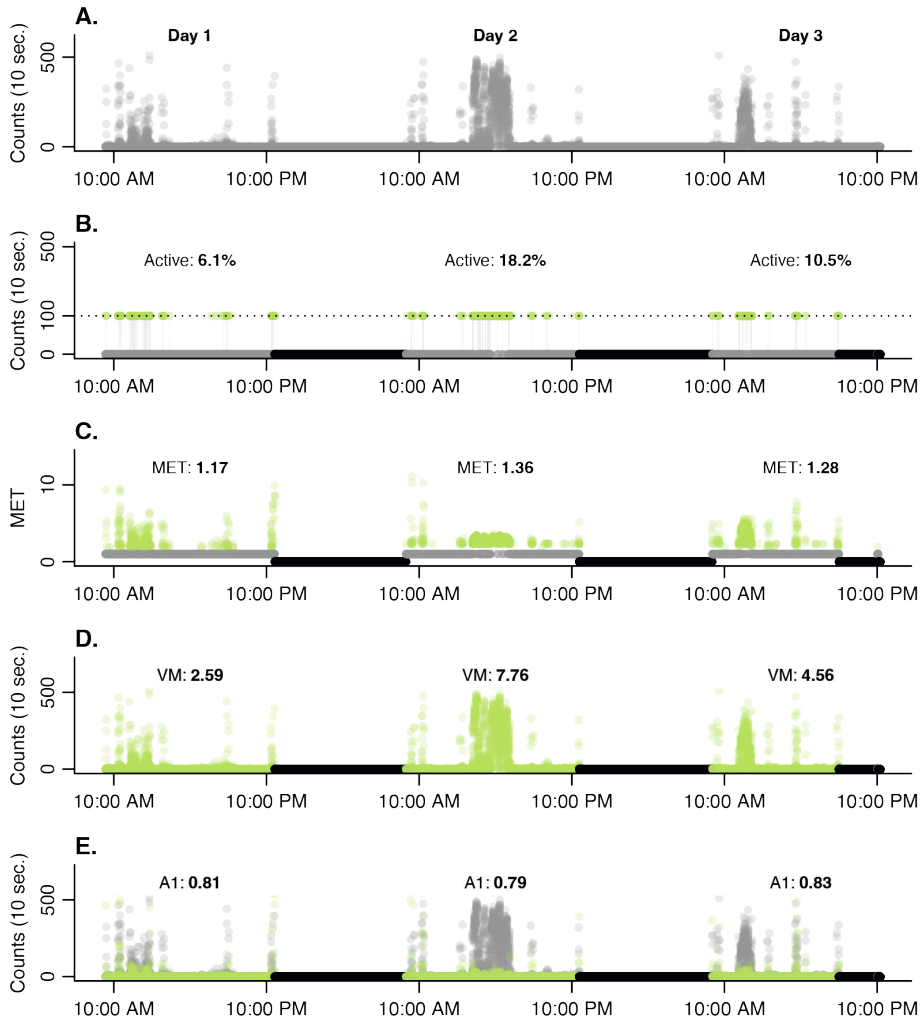 A.
Day 1 Day 2 Day 3
Counts (10 sec.)
500
0
10:00 AM 10:00 PM 10:00 AM 10:00 PM 10:00 AM 10:00 PM
B.
Active: 6.1% Active: 18.2% Active: 10.5%
Counts (10 sec.)
500
100
0
10:00 AM 10:00 PM 10:00 AM 10:00 PM 10:00 AM 10:00 PM
C.
MET: 1.17 MET: 1.36 MET: 1.28
MET
10
0
10:00 AM 10:00 PM 10:00 AM 10:00 PM 10:00 AM 10:00 PM
D.
VM: 2.59 VM: 7.76 VM: 4.56
Counts (10 sec.)
500
0
10:00 AM 10:00 PM 10:00 AM 10:00 PM 10:00 AM 10:00 PM
E.
A1: 0.81 A1: 0.79 A1: 0.83
Counts (10 sec.)
500
0
10:00 AM 10:00 PM 10:00 AM 10:00 PM 10:00 AM 10:00 PM